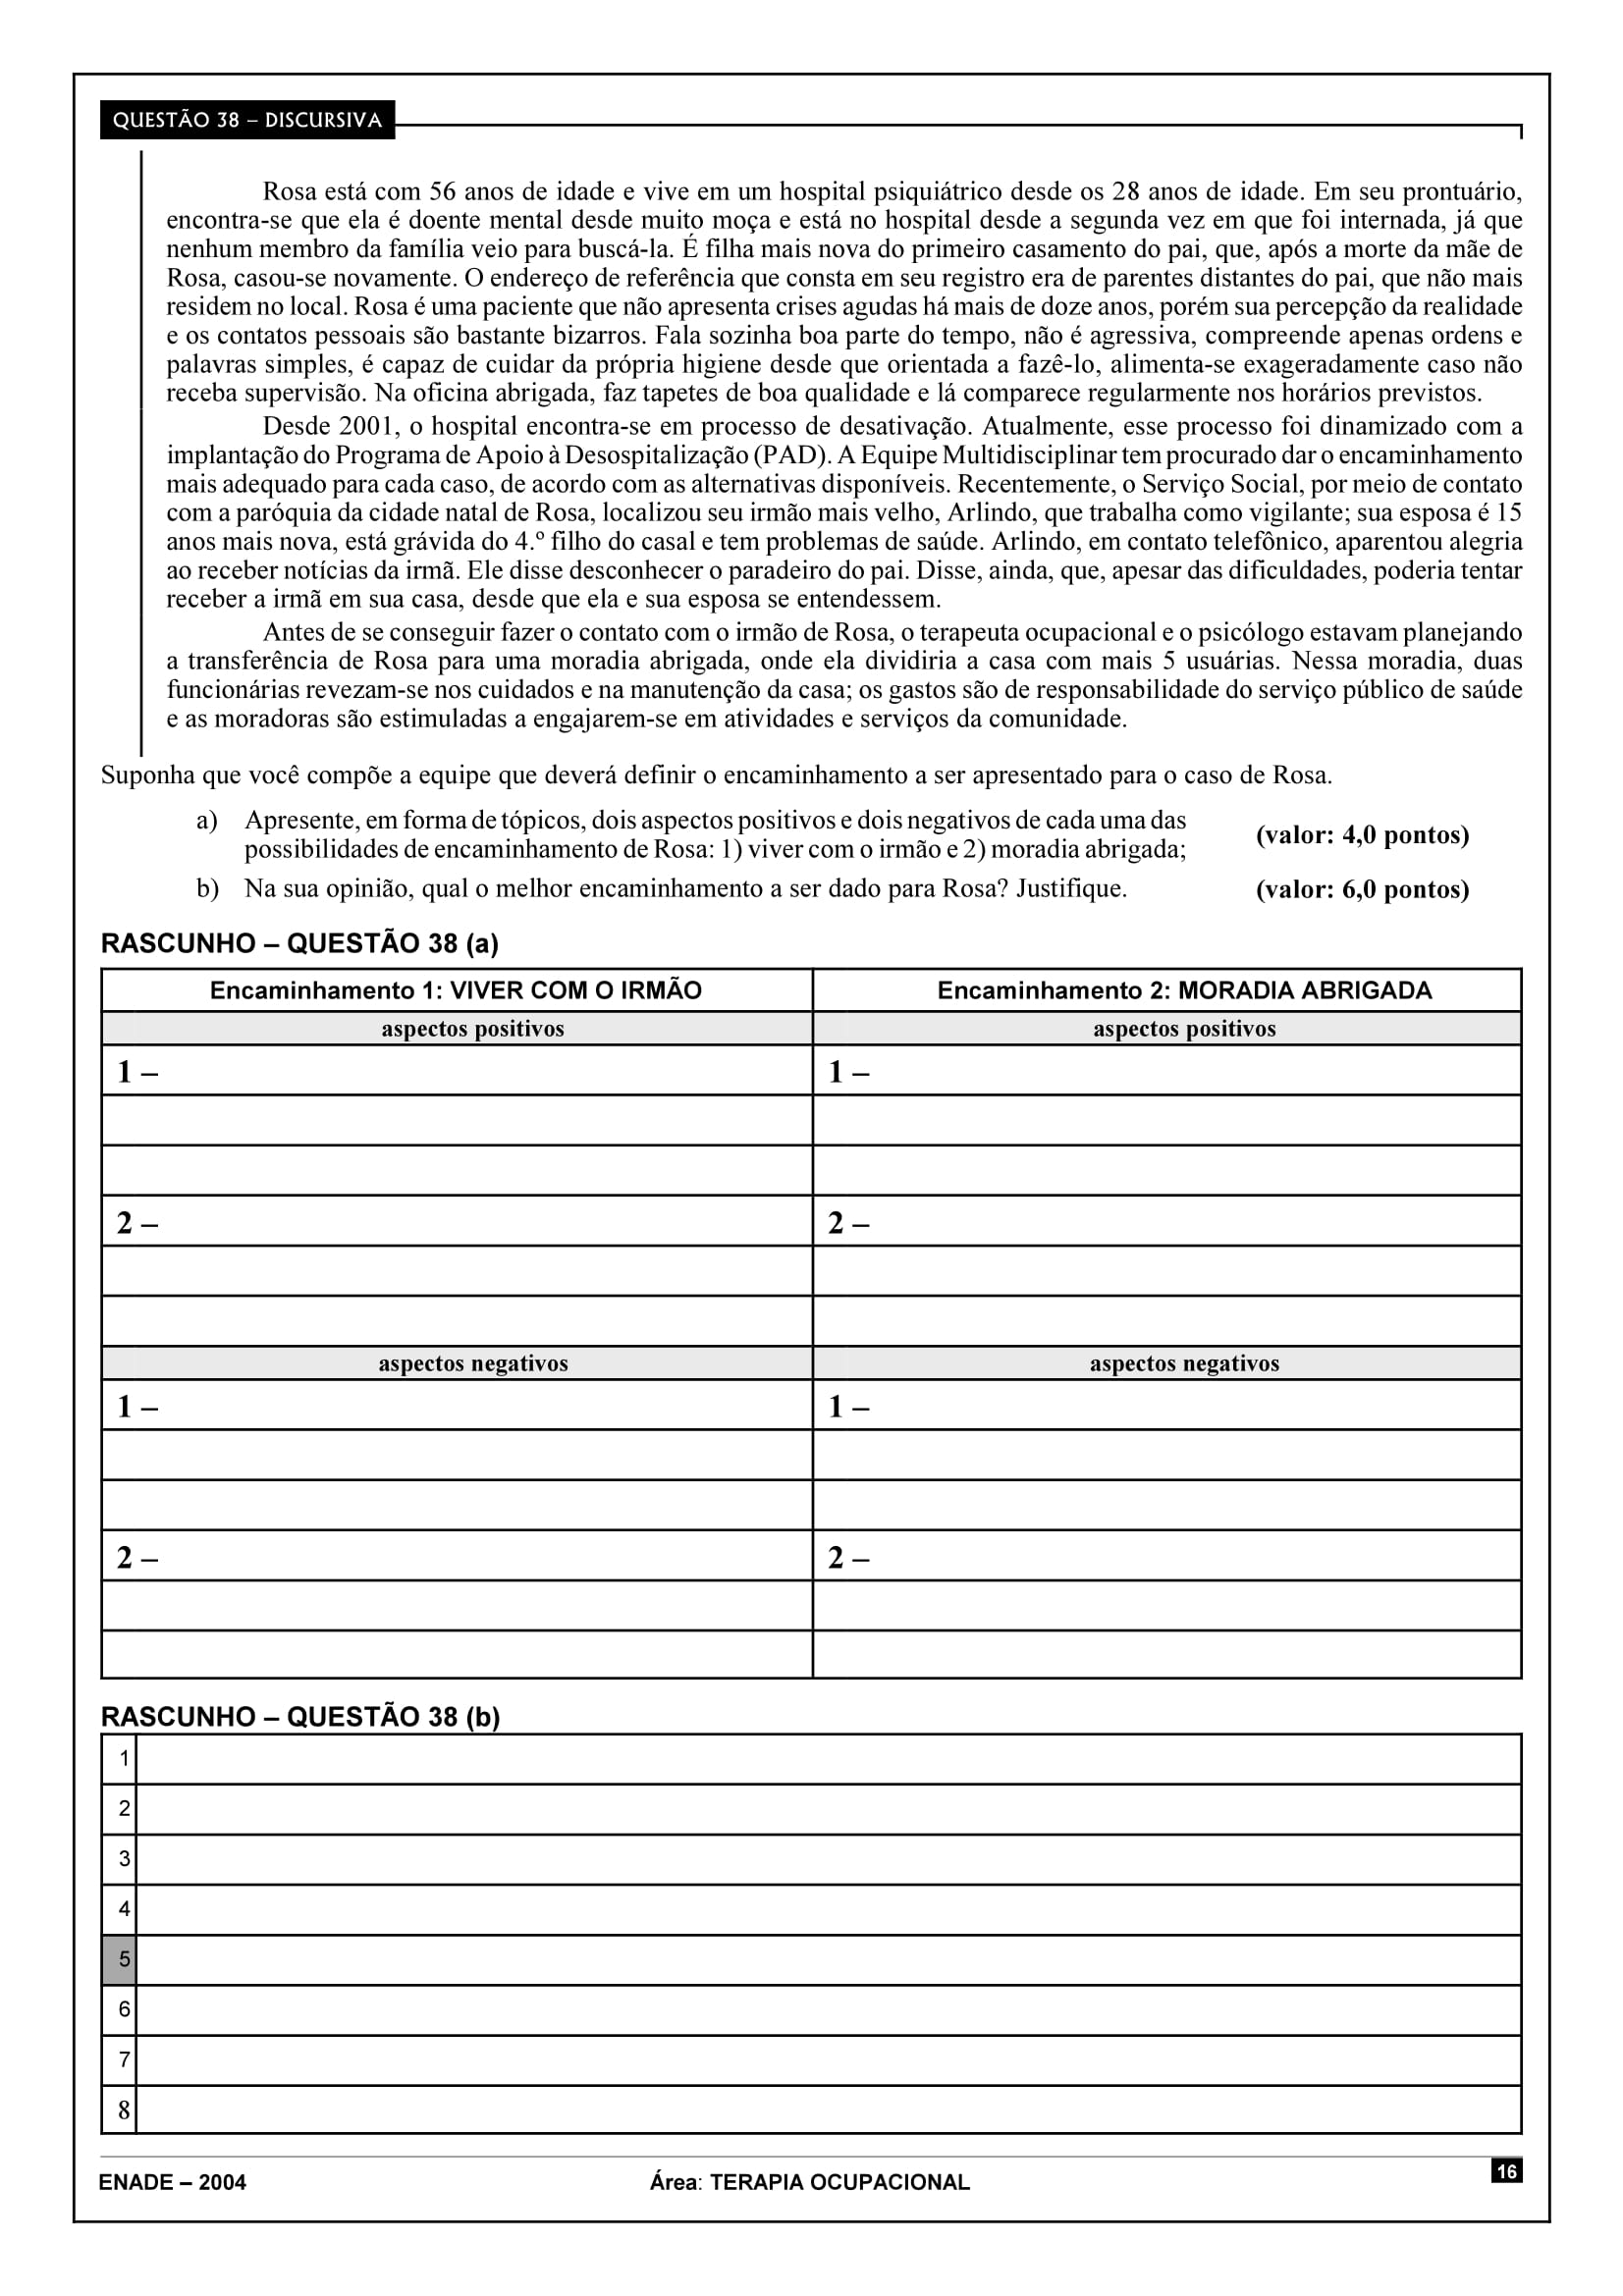 QUESTÃO 38 – DISCURSIVA
Rosa está com 56 anos de idade e vive em um hospital psiquiátrico desde os 28 anos de idade. Em seu prontuário,
encontra-se que ela é doente mental desde muito moça e está no hospital desde a segunda vez em que foi internada, já que
nenhum membro da família veio para buscá-la. É filha mais nova do primeiro casamento do pai, que, após a morte da mãe de
Rosa, casou-se novamente. O endereço de referência que consta em seu registro era de parentes distantes do pai, que não mais
residem no local. Rosa é uma paciente que não apresenta crises agudas há mais de doze anos, porém sua percepção da realidade
e os contatos pessoais são bastante bizarros. Fala sozinha boa parte do tempo, não é agressiva, compreende apenas ordens e
palavras simples, é capaz de cuidar da própria higiene desde que orientada a fazê-lo, alimenta-se exageradamente caso não
receba supervisão. Na oficina abrigada, faz tapetes de boa qualidade e lá comparece regularmente nos horários previstos.
Desde 2001, o hospital encontra-se em processo de desativação. Atualmente, esse processo foi dinamizado com a
implantação do Programa de Apoio à Desospitalização (PAD). A Equipe Multidisciplinar tem procurado dar o encaminhamento
mais adequado para cada caso, de acordo com as alternativas disponíveis. Recentemente, o Serviço Social, por meio de contato
com a paróquia da cidade natal de Rosa, localizou seu irmão mais velho, Arlindo, que trabalha como vigilante; sua esposa é 15
anos mais nova, está grávida do 4.º filho do casal e tem problemas de saúde. Arlindo, em contato telefônico, aparentou alegria
ao receber notícias da irmã. Ele disse desconhecer o paradeiro do pai. Disse, ainda, que, apesar das dificuldades, poderia tentar
receber a irmã em sua casa, desde que ela e sua esposa se entendessem.
Antes de se conseguir fazer o contato com o irmão de Rosa, o terapeuta ocupacional e o psicólogo estavam planejando
a transferência de Rosa para uma moradia abrigada, onde ela dividiria a casa com mais 5 usuárias. Nessa moradia, duas
funcionárias revezam-se nos cuidados e na manutenção da casa; os gastos são de responsabilidade do serviço público de saúde
e as moradoras são estimuladas a engajarem-se em atividades e serviços da comunidade.
Suponha que você compõe a equipe que deverá definir o encaminhamento a ser apresentado para o caso de Rosa.
a) Apresente, em forma de tópicos, dois aspectos positivos e dois negativos de cada uma das
possibilidades de encaminhamento de Rosa: 1) viver com o irmão e 2) moradia abrigada;
(valor: 4,0 pontos)
b) Na sua opinião, qual o melhor encaminhamento a ser dado para Rosa? Justifique.
(valor: 6,0 pontos)
RASCUNHO – QUESTÃO 38 (a)
Encaminhamento 1: VIVER COM O IRMÃO
Encaminhamento 2: MORADIA ABRIGADA
aspectos positivos
aspectos positivos
1 –
1 –
2 –
2 –
aspectos negativos
aspectos negativos
1 –
1 –
2 –
2 –
RASCUNHO – QUESTÃO 38 (b)
1
2
3
4
5
6
7
8
ENADE – 2004
Área: TERAPIA OCUPACIONAL
16